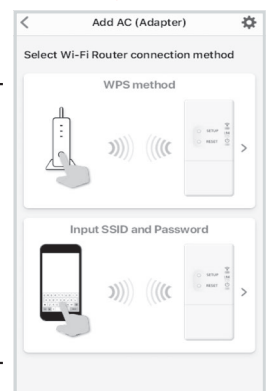 Add AC (Adapter)
Select Wi-Fi Router connection method
WPS method
SETUP
RESET
Input SSID and Password
SETUP
RESET